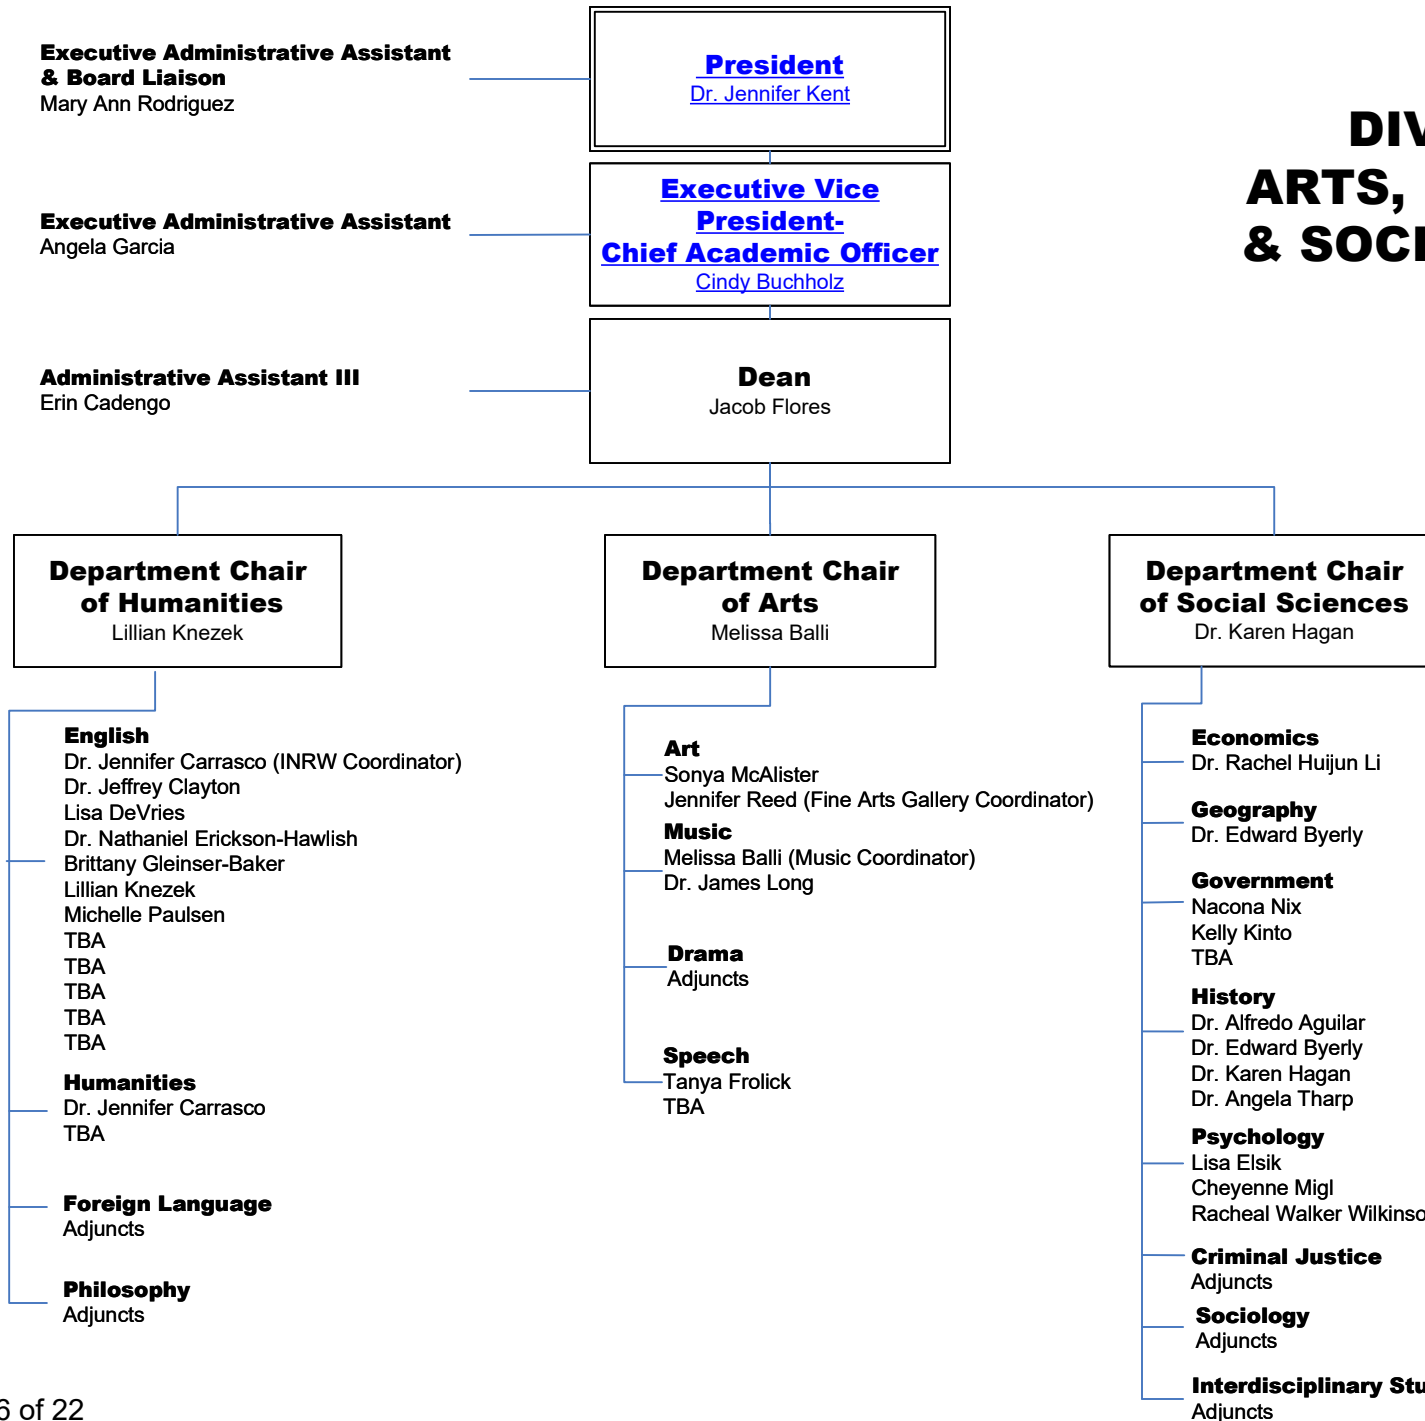 Executive Administrative Assistant
& Board Liaison
Mary Ann Rodriguez
President
Dr. Jennifer Kent
ARTS,
&
Executive Administrative Assistant
Angela Garcia
Executive Vice
President-
Chief Academic Officer
Cindy Buchholz
Administrative Assistant III
Erin Cadengo
Dean
Jacob Flores
Department Chair
of Humanities
Lillian Knezek
Department Chair
of Arts
Melissa Balli
Department Chair
of Social Sciences
Dr. Karen Hagan
English
Dr. Jennifer Carrasco (INRW Coordinator)
Dr. Jeffrey Clayton
Lisa DeVries
Dr. Nathaniel Erickson-Hawlish
Brittany Gleinser-Baker
Lillian Knezek
Michelle Paulsen
TBA
TBA
TBA
TBA
TBA
Humanities
Dr. Jennifer Carrasco
TBA
Foreign Language
Adjuncts
Philosophy
Adjuncts
Art
Sonya McAlister
Jennifer Reed (Fine Arts Gallery Coordinator)
Music
Melissa Balli (Music Coordinator)
Dr. James Long
Drama
Adjuncts
Speech
Tanya Frolick
TBA
Economics
Dr. Rachel Huijun Li
Geography
Dr. Edward Byerly
Government
Nacona Nix
Kelly Kinto
TBA
History
Dr. Alfredo Aguilar
Dr. Edward Byerly
Dr. Karen Hagan
Dr. Angela Tharp
Psychology
Lisa Elsik
Cheyenne Migl
Racheal Walker
Criminal Justice
Adjuncts
Sociology
Adjuncts
Interdisciplinary
Adjuncts
of 22